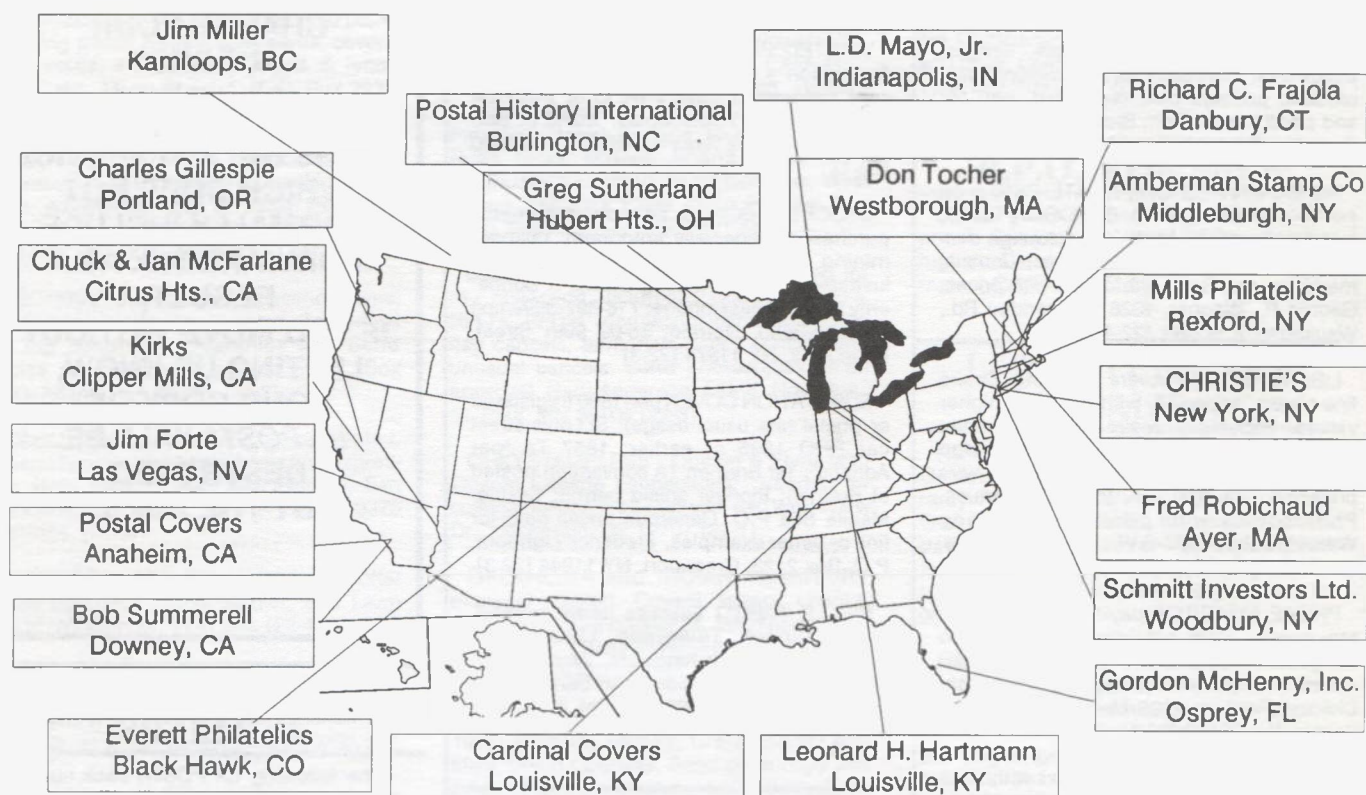 Jim Miller
Kamloops, BC
L.D. Mayo, Jr.
Indianapolis, IN
Richard C. Frajola
Danbury, CT
Postal History International
Burlington, NC
Charles Gillespie
Portland, OR
Greg Sutherland
Hubert Hts., OH
Don Tocher
Westborough, MA
Amberman Stamp Co
Middleburgh, NY
Chuck & Jan McFarlane
Citrus Hts., CA
Mills Philatelics
Rexford, NY
Kirks
Clipper Mills, CA
CHRISTIE'S
New York, NY
Jim Forte
Las Vegas, NV
Fred Robichaud
Ayer, MA
Postal Covers
Anaheim, CA
Schmitt Investors Ltd.
Woodbury, NY
Bob Summerell
Downey, CA
Gordon McHenry, Inc.
Osprey, FL
Everett Philatelics
Black Hawk, CO
Cardinal Covers
Louisville, KY
Leonard H. Hartmann
Louisville, KY